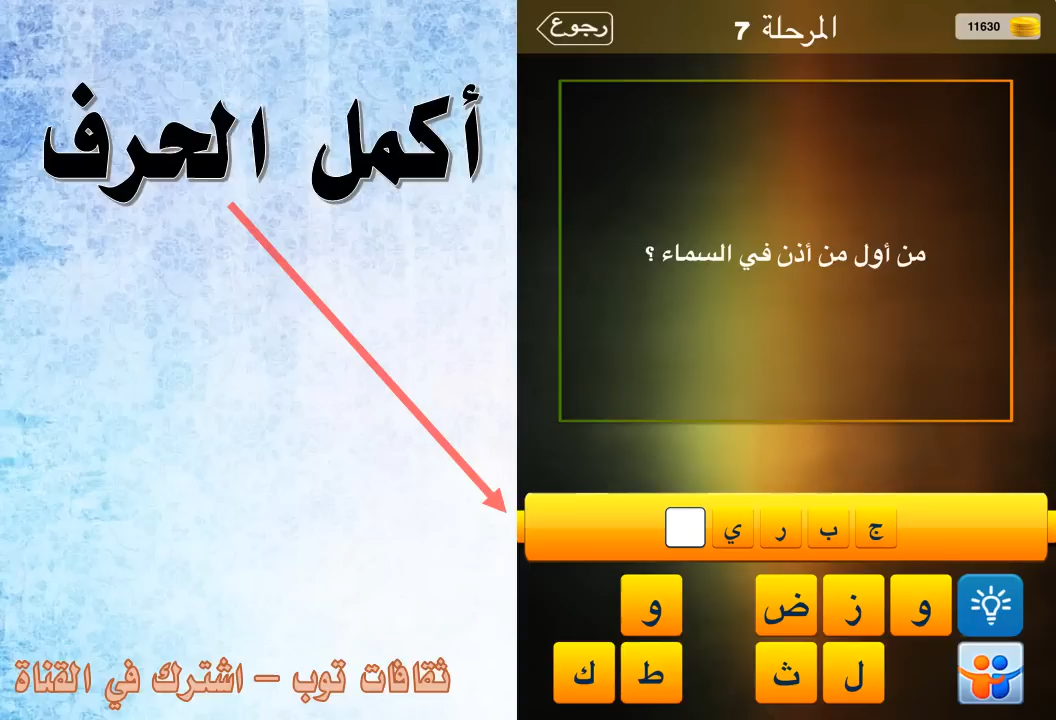 أكمل الحرف
ثقافات توب – اشترك في القناة
رجوع
المرحلة 7
11630
من أول من أذن في السماء ؟
ج ب ر ي
و ز ض و
ل ث ط ك